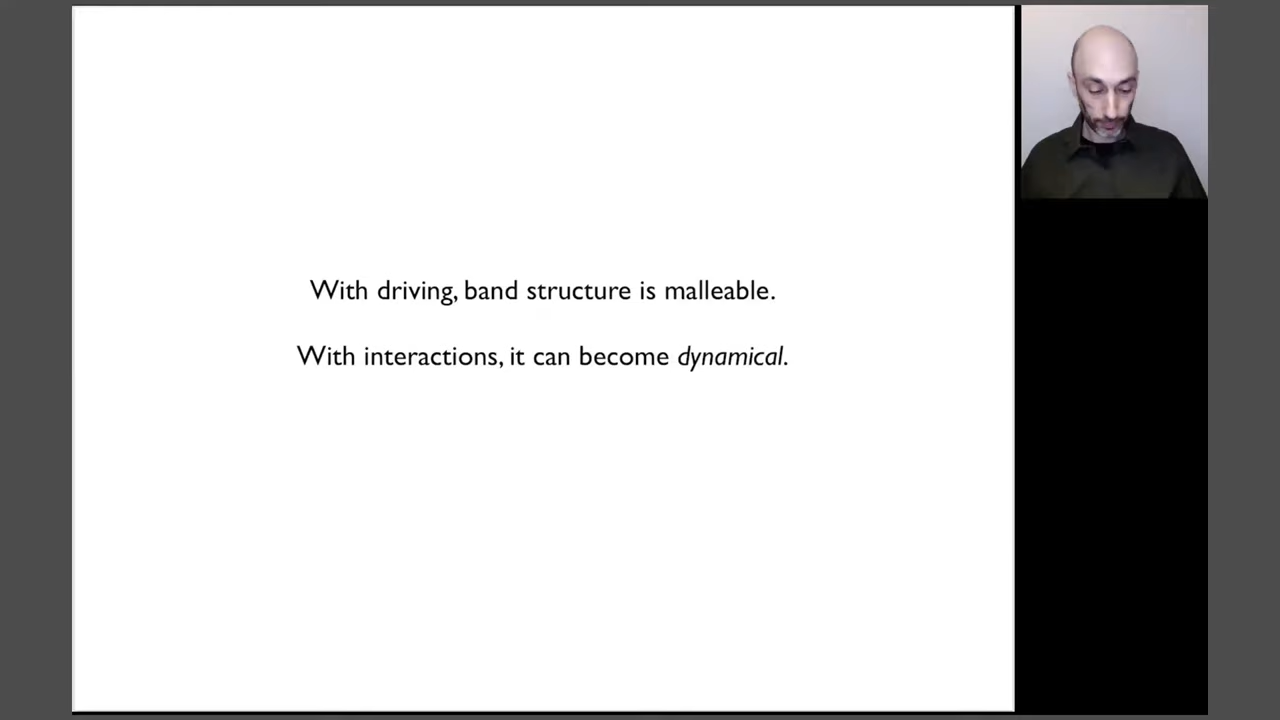 With driving, band structure is malleable.
With interactions, it can become dynamical.